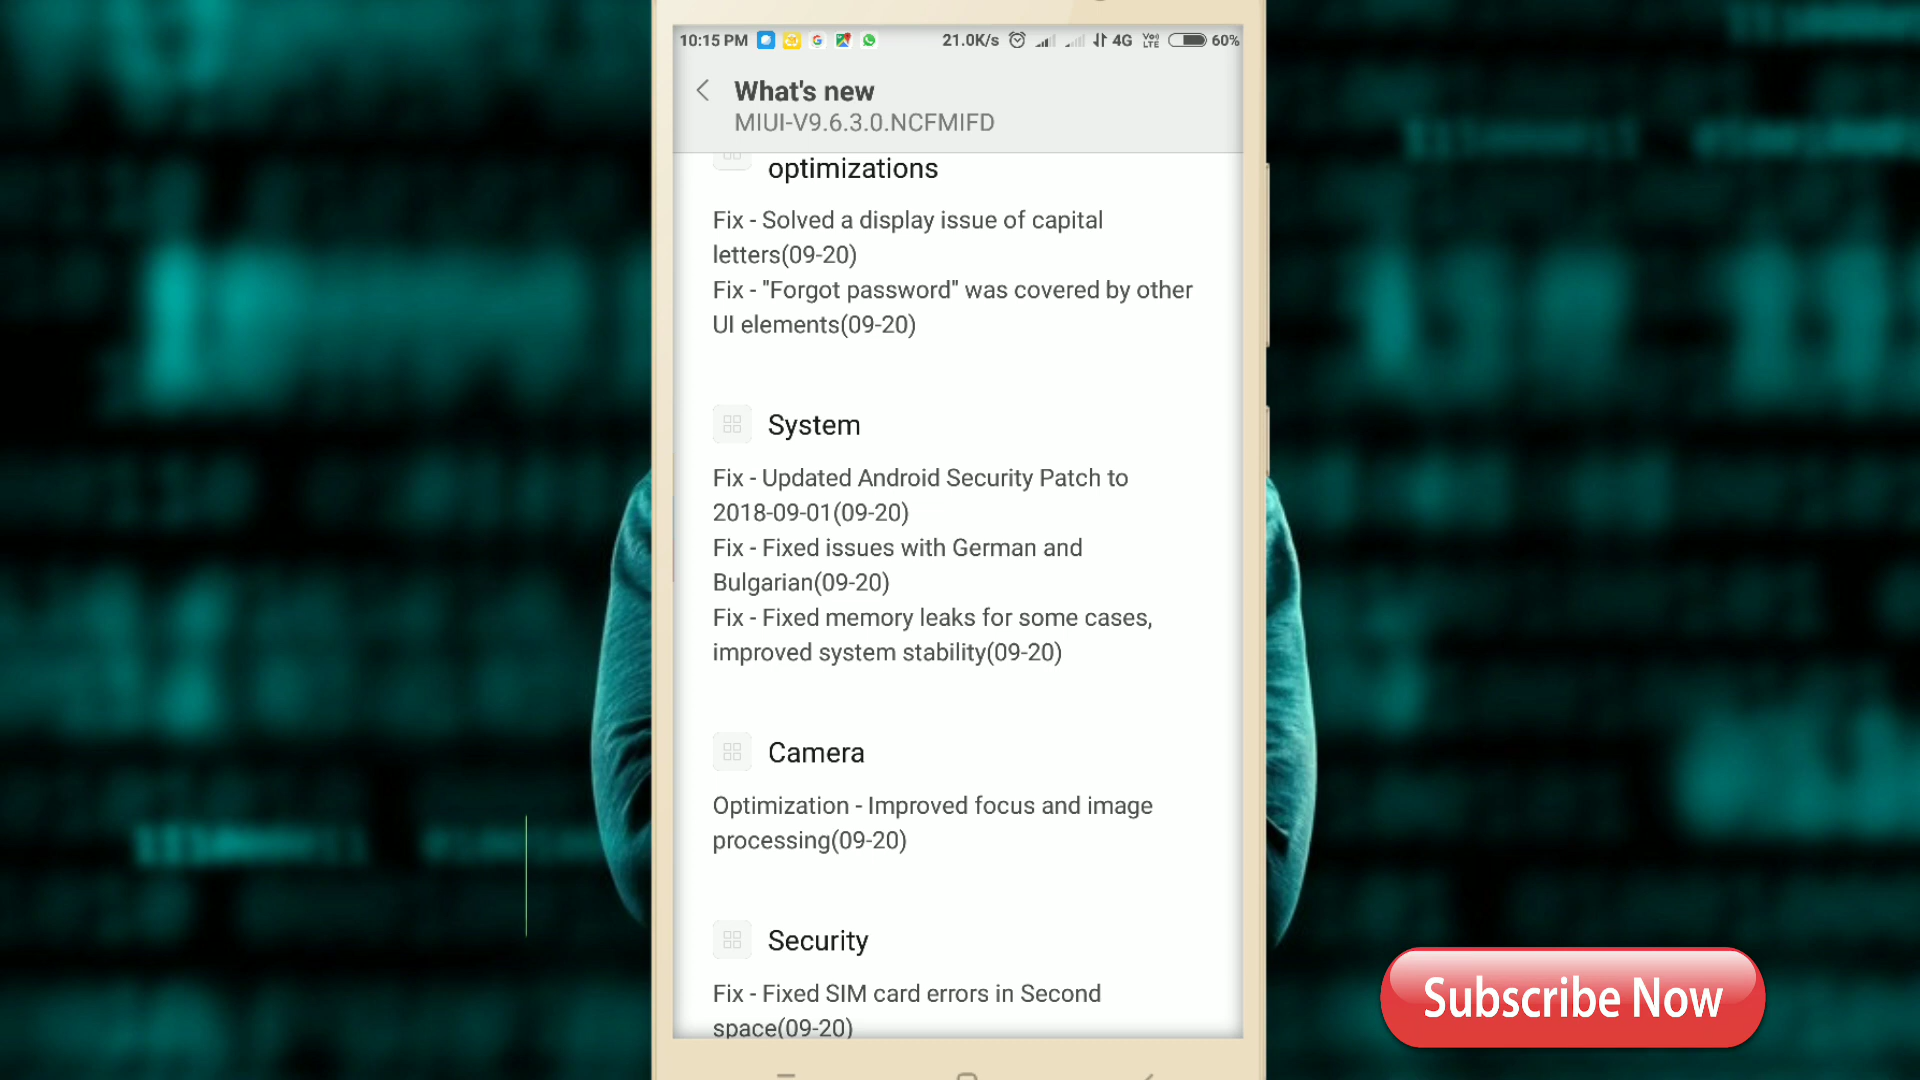 10:15 PM 21.0K/s 4G VoLTE 60%
What's new
MIUI-V9.6.3.0.NCFMIFD
optimizations
Fix - Solved a display issue of capital
letters(09-20)
Fix - "Forgot password" was covered by other
UI elements(09-20)
System
Fix - Updated Android Security Patch to
2018-09-01(09-20)
Fix - Fixed issues with German and
Bulgarian(09-20)
Fix - Fixed memory leaks for some cases,
improved system stability(09-20)
Camera
Optimization - Improved focus and image
processing(09-20)
Security
Fix - Fixed SIM card errors in Second
space(09-20)
Subscribe Now